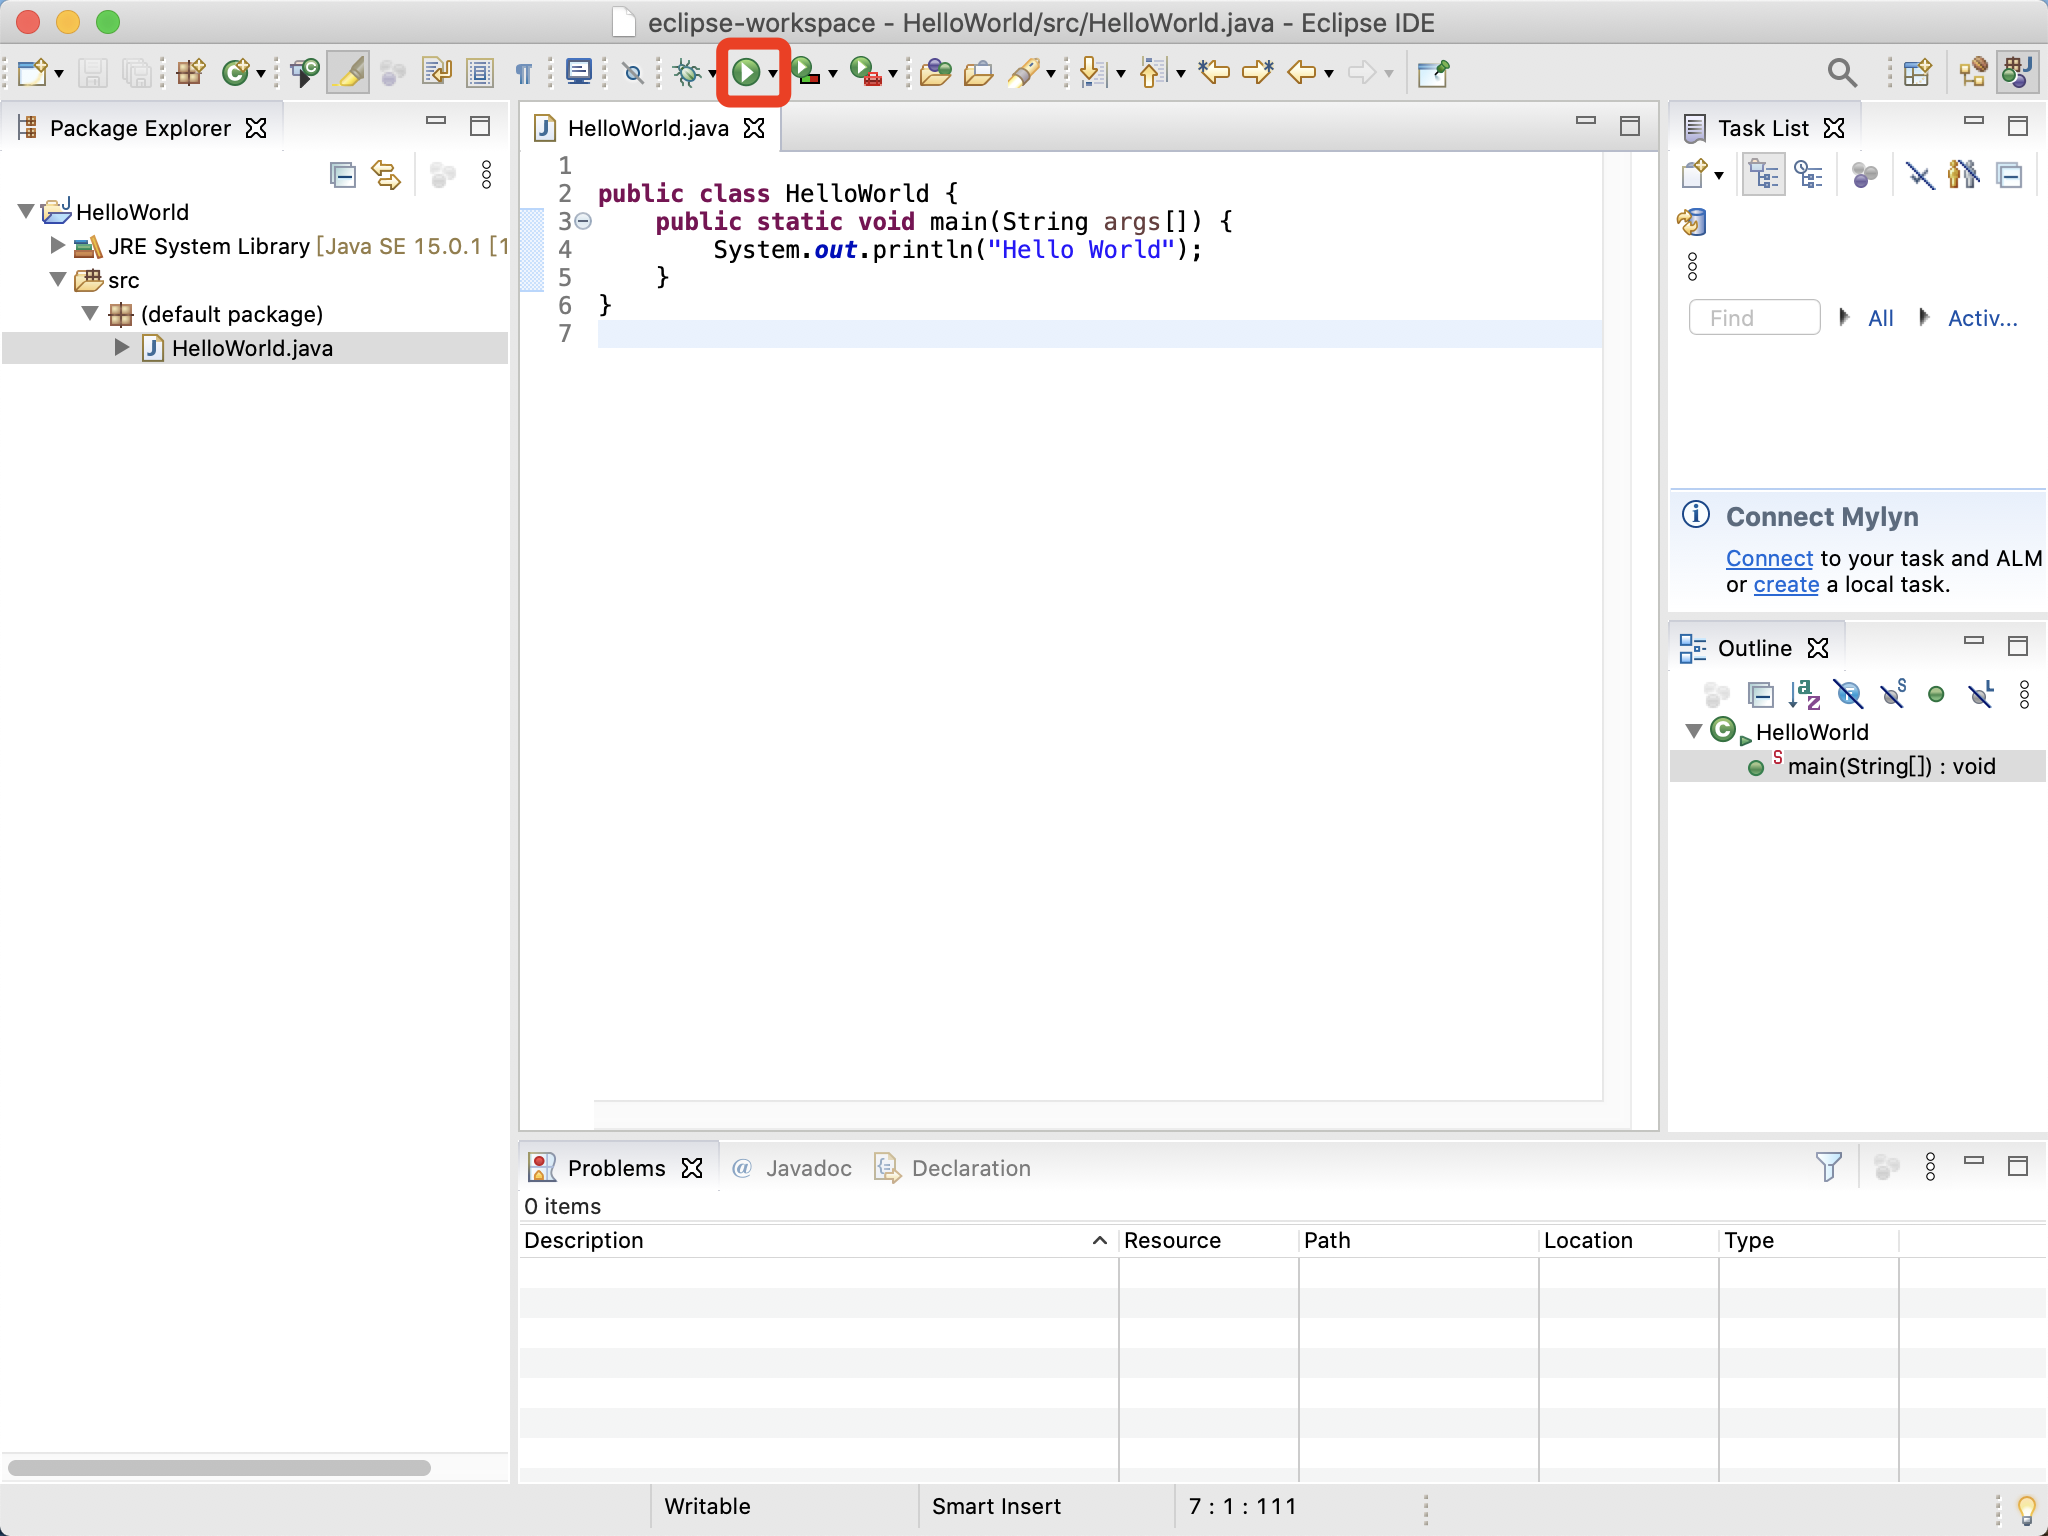 eclipse-workspace - HelloWorld/src/HelloWorld.java - Eclipse IDE
Package Explorer
HelloWorld
JRE System Library [Java SE 15.0.1 [1
src
(default package)
HelloWorld.java
HelloWorld.java
1
2 public class HelloWorld {
3 public static void main(String args[]) {
4 System.out.println("Hello World");
5 }
6 }
7
Task List
Find
All
Activ...
Connect Mylyn
Connect to your task and ALM
or create a local task.
Outline
HelloWorld
main(String[]) : void
Problems
Javadoc
Declaration
0 items
Description Resource Path Location Type
Writable Smart Insert 7 : 1 : 111